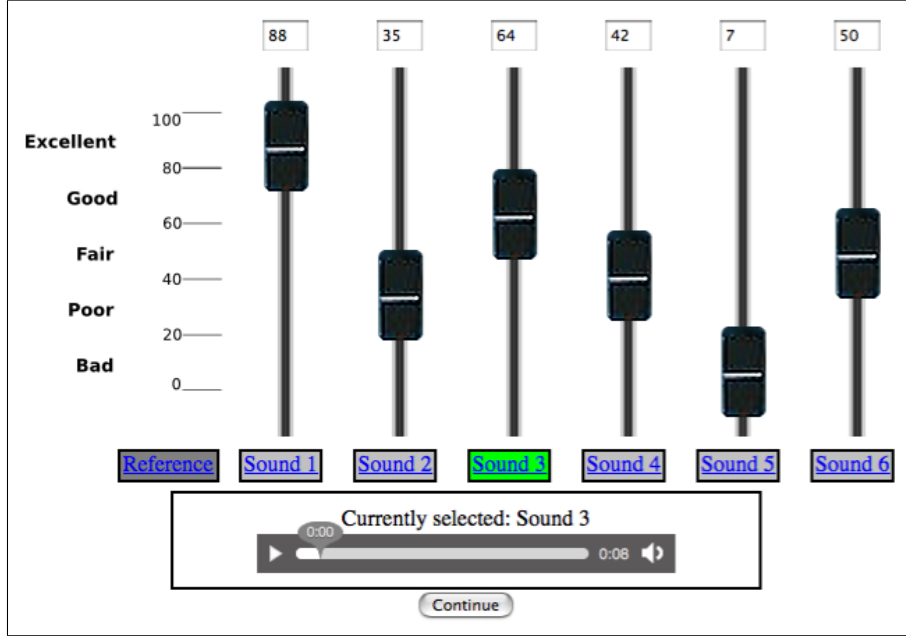 88 35 64 42 7 50
100
Excellent
80
Good
60
Fair
40
Poor
20
Bad
0
Reference Sound 1 Sound 2 Sound 3 Sound 4 Sound 5 Sound 6
Currently selected: Sound 3
0:00
0:08
Continue